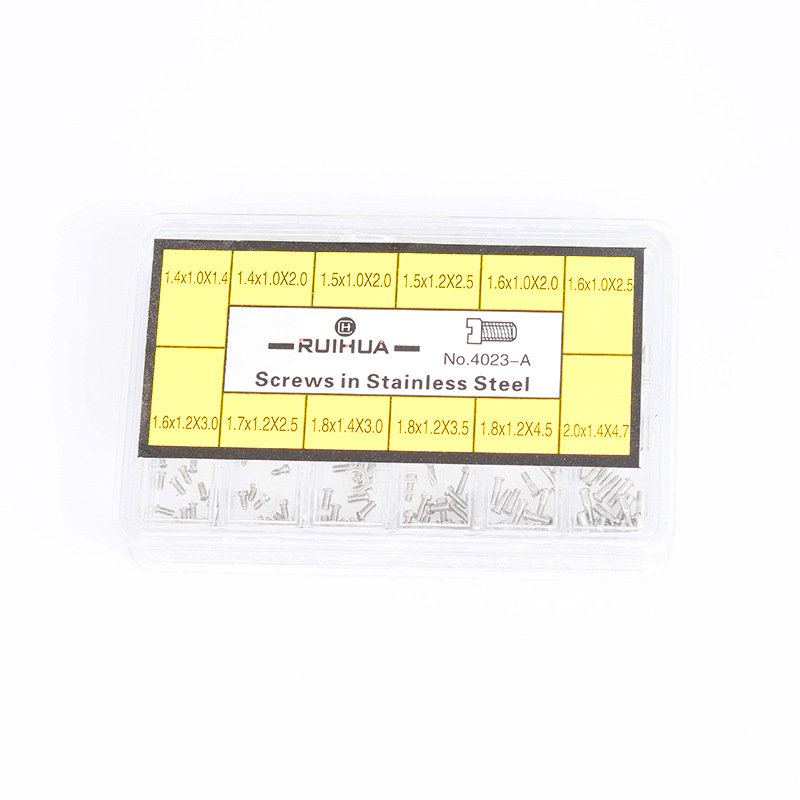 1.4x1.0X1.4 1.4x1.0X2.0 1.5x1.0X2.0 1.5x1.2X2.5 1.6x1.0X2.0 1.6x1.0X2.5
H
RUIHUA
No.4023-A
Screws in Stainless Steel
1.6x1.2X3.0 1.7x1.2X2.5 1.8x1.4X3.0 1.8x1.2X3.5 1.8x1.2X4.5 2.0x1.4X4.7